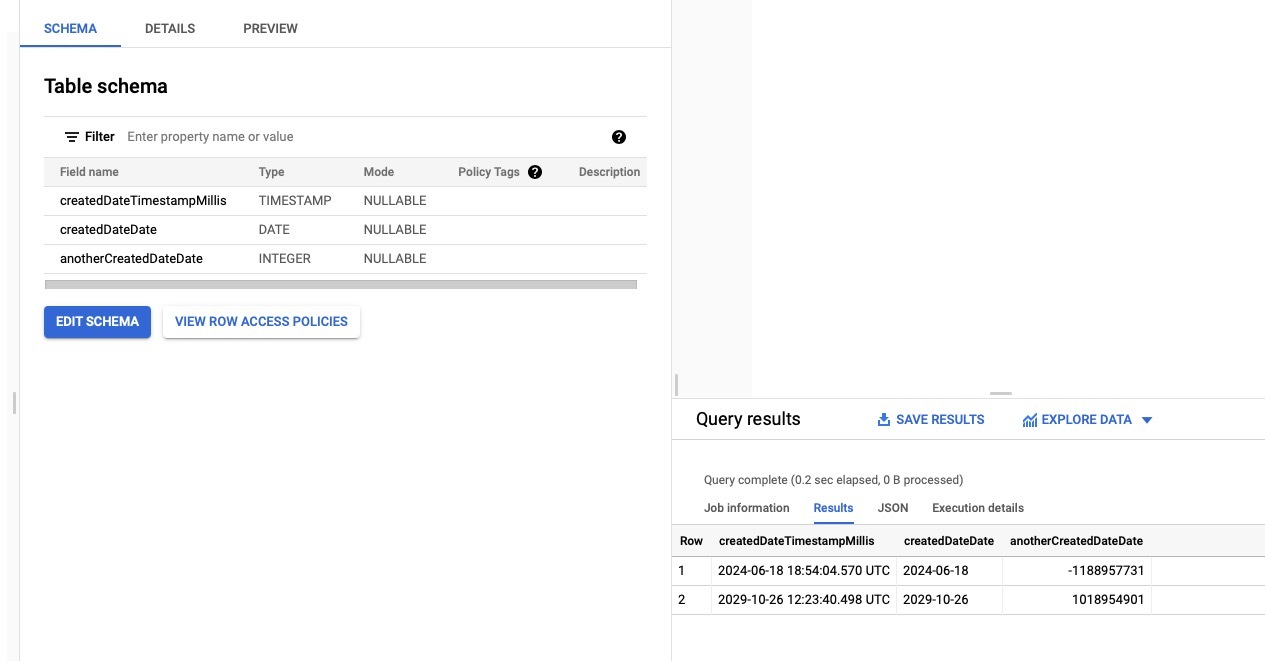 SCHEMA DETAILS PREVIEW
Table schema
Filter Enter property name or value
Field name Type Mode Policy Tags Description
createdDateTimestampMillis TIMESTAMP NULLABLE
createdDateDate DATE NULLABLE
anotherCreatedDateDate INTEGER NULLABLE
EDIT SCHEMA VIEW ROW ACCESS POLICIES
Query results SAVE RESULTS EXPLORE DATA
Query complete (0.2 sec elapsed, 0 B processed)
Job information Results JSON Execution details
Row createdDateTimestampMillis createdDateDate anotherCreatedDateDate
1 2024-06-18 18:54:04.570 UTC 2024-06-18 -1188957731
2 2029-10-26 12:23:40.498 UTC 2029-10-26 1018954901